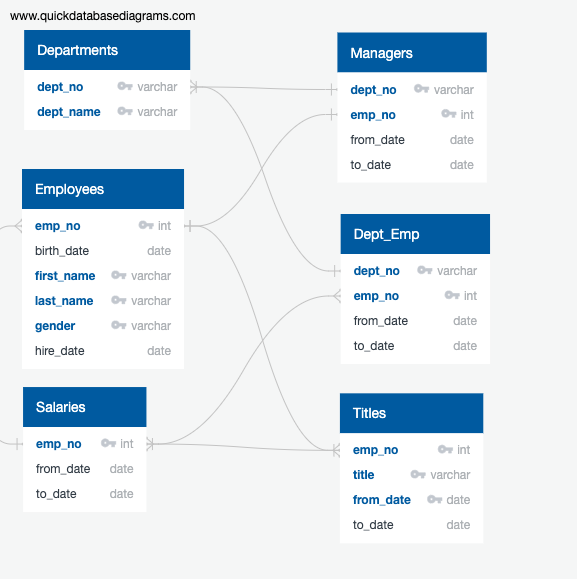 www.quickdatabasediagrams.com
Departments
dept_no varchar
dept_name varchar
Employees
emp_no int
birth_date date
first_name varchar
last_name varchar
gender varchar
hire_date date
Salaries
emp_no int
from_date date
to_date date
Managers
dept_no varchar
emp_no int
from_date date
to_date date
Dept_Emp
dept_no varchar
emp_no int
from_date date
to_date date
Titles
emp_no int
title varchar
from_date date
to_date date